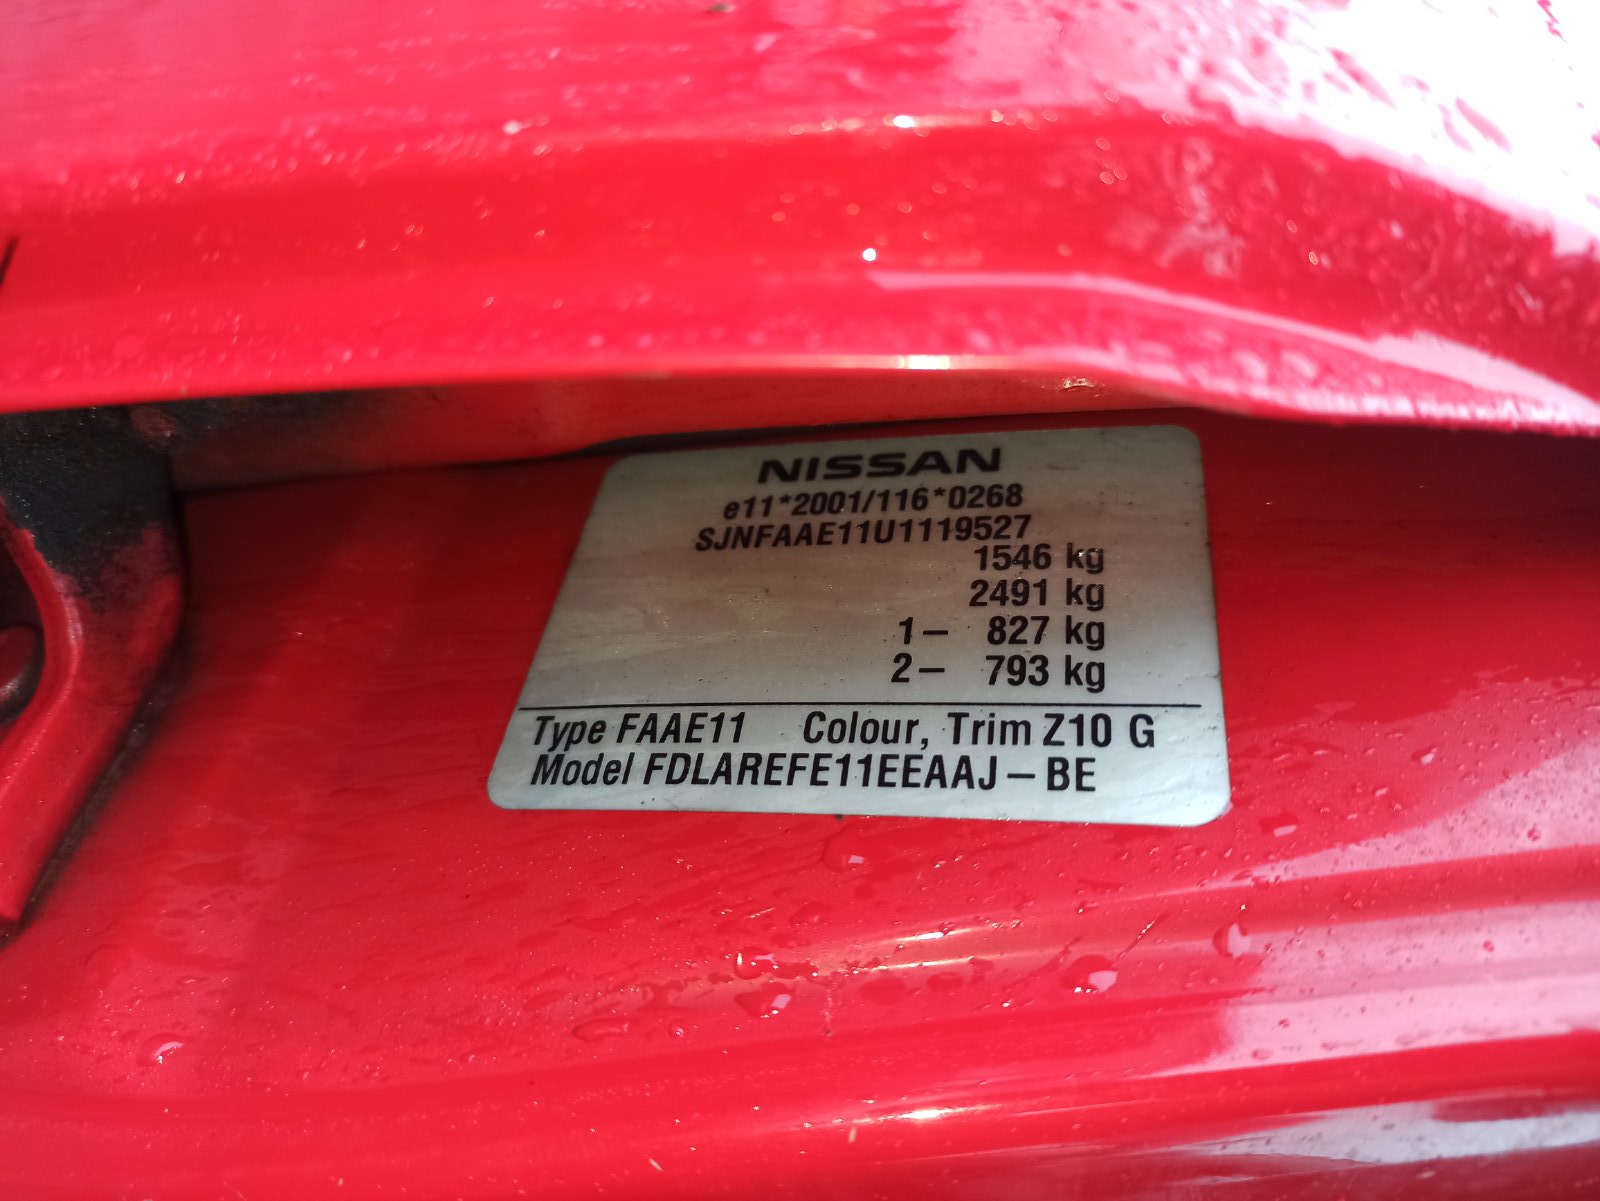 NISSAN
e11*2001/116*0268
SJNFAAE11U1119527
1546 kg
2491 kg
1– 827 kg
2– 793 kg
Type FAAE11 Colour, Trim Z10 G
Model FDLAREFE11EEAAJ – BE